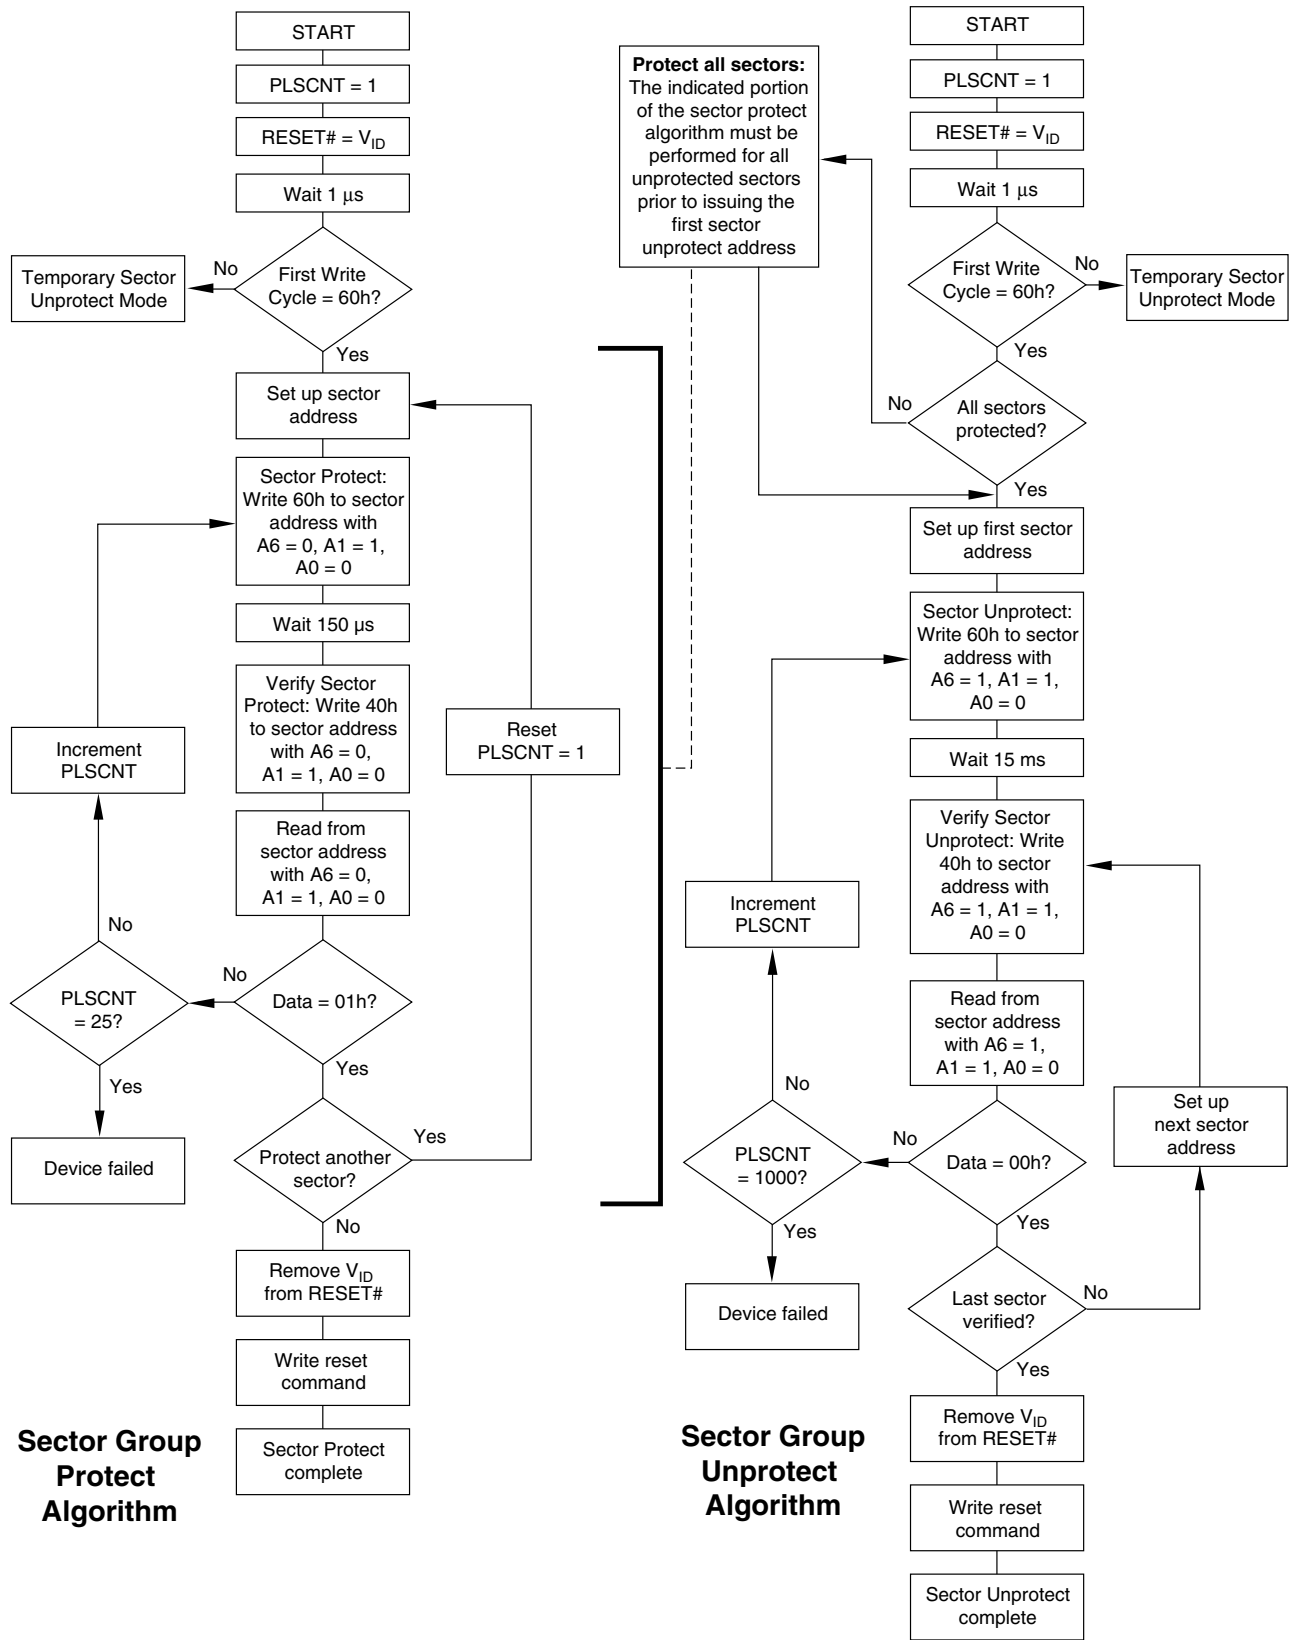 START
PLSCNT = 1
RESET# = VID
Wait 1 μs
First Write
Cycle = 60h?
No
Temporary Sector
Unprotect Mode
Yes
Set up sector
address
Sector Protect:
Write 60h to sector
address with
A6 = 0, A1 = 1,
A0 = 0
Wait 150 µs
Verify Sector
Protect: Write 40h
to sector address
with A6 = 0,
A1 = 1, A0 = 0
Reset
PLSCNT = 1
Increment
PLSCNT
Read from
sector address
with A6 = 0,
A1 = 1, A0 = 0
No
No
Data = 01h?
PLSCNT
= 25?
Yes
Yes
Device failed
Protect another
sector?
Yes
No
Remove VID
from RESET#
Write reset
command
Sector Protect
complete
Sector Group
Protect
Algorithm
Protect all sectors:
The indicated portion
of the sector protect
algorithm must be
performed for all
unprotected sectors
prior to issuing the
first sector
unprotect address
START
PLSCNT = 1
RESET# = VID
Wait 1 μs
First Write
Cycle = 60h?
No
Temporary Sector
Unprotect Mode
Yes
No
All sectors
protected?
Yes
Set up first sector
address
Sector Unprotect:
Write 60h to sector
address with
A6 = 1, A1 = 1,
A0 = 0
Wait 15 ms
Verify Sector
Unprotect: Write
40h to sector
address with
A6 = 1, A1 = 1,
A0 = 0
Increment
PLSCNT
Read from
sector address
with A6 = 1,
A1 = 1, A0 = 0
No
No
Data = 00h?
PLSCNT
= 1000?
Set up
next sector
address
Yes
Yes
Device failed
Last sector
verified?
No
Yes
Remove VID
from RESET#
Write reset
command
Sector Unprotect
complete
Sector Group
Unprotect
Algorithm